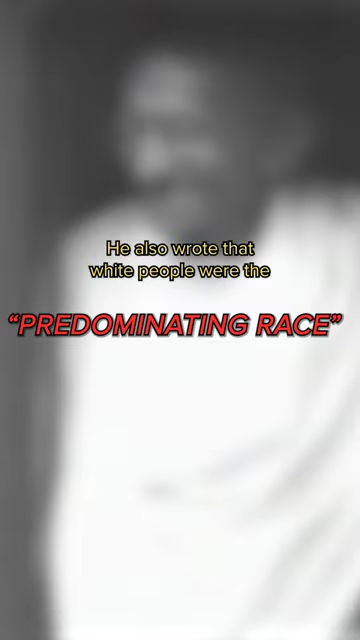 He also wrote that
white people were the
“PREDOMINATING RACE”